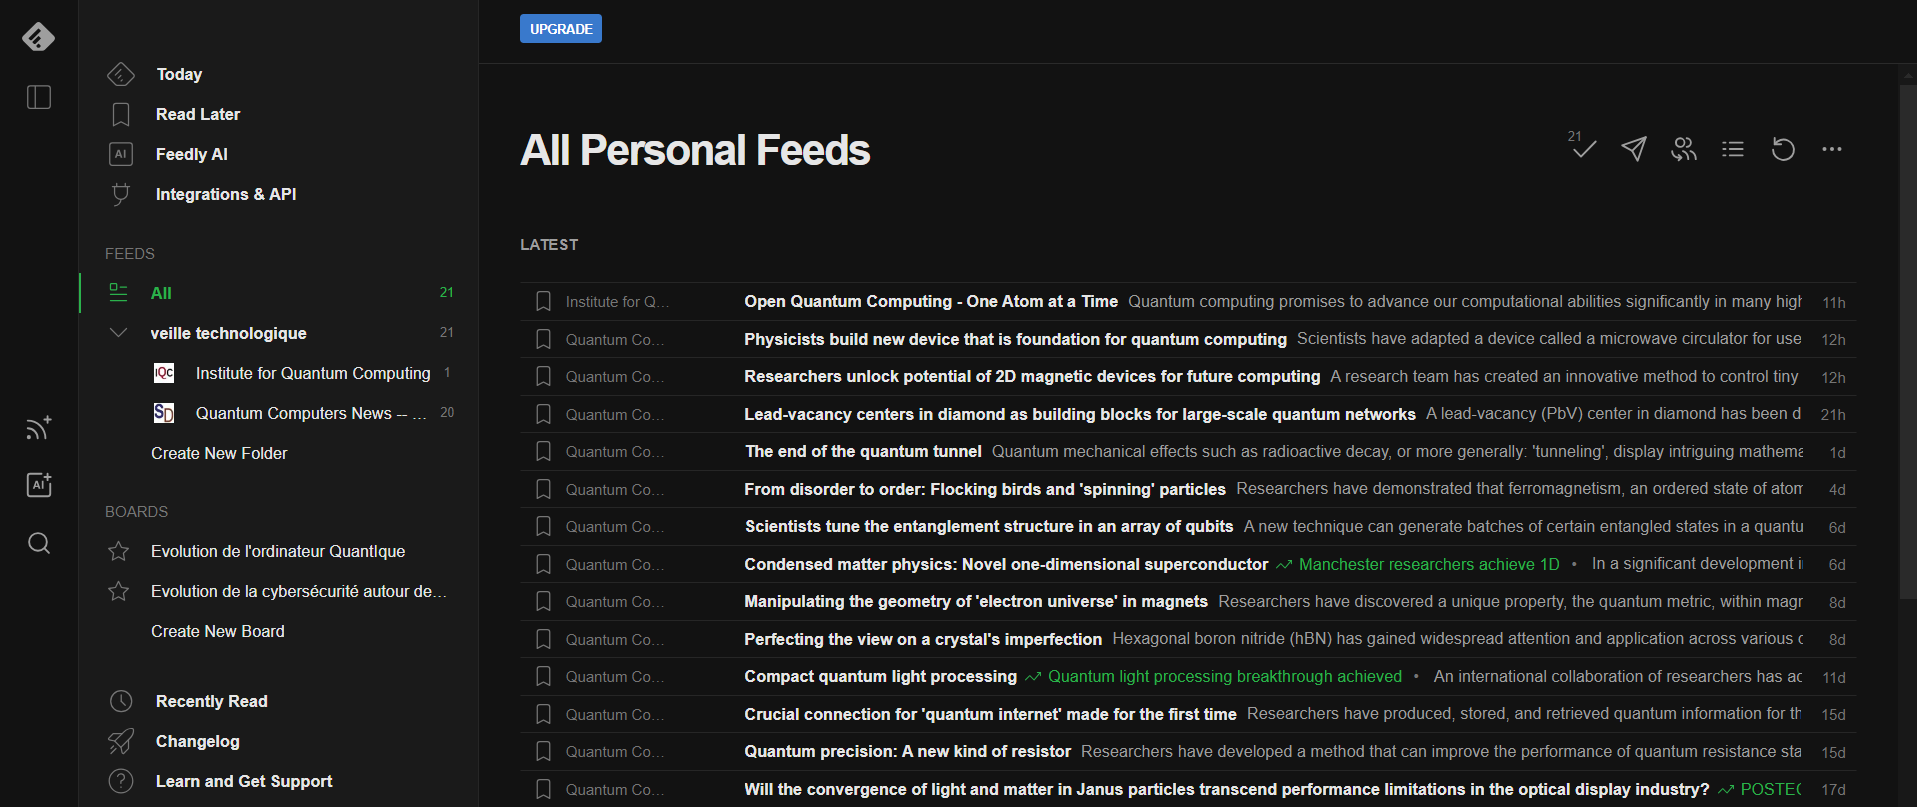 UPGRADE
Today
Read Later
AI Feedly AI
Integrations & API
FEEDS
All 21
veille technologique 21
IQC Institute for Quantum Computing 1
SD Quantum Computers News -- ... 20
Create New Folder
AI
BOARDS
Evolution de l'ordinateur QuantIque
Evolution de la cybersécurité autour de...
Create New Board
Recently Read
Changelog
? Learn and Get Support
All Personal Feeds
21
LATEST
Institute for Q... Open Quantum Computing - One Atom at a Time Quantum computing promises to advance our computational abilities significantly in many high 11h
Quantum Co... Physicists build new device that is foundation for quantum computing Scientists have adapted a device called a microwave circulator for use 12h
Quantum Co... Researchers unlock potential of 2D magnetic devices for future computing A research team has created an innovative method to control tiny 12h
Quantum Co... Lead-vacancy centers in diamond as building blocks for large-scale quantum networks A lead-vacancy (PbV) center in diamond has been d 21h
Quantum Co... The end of the quantum tunnel Quantum mechanical effects such as radioactive decay, or more generally: 'tunneling', display intriguing mathema 1d
Quantum Co... From disorder to order: Flocking birds and 'spinning' particles Researchers have demonstrated that ferromagnetism, an ordered state of atom 4d
Quantum Co... Scientists tune the entanglement structure in an array of qubits A new technique can generate batches of certain entangled states in a quantu 6d
Quantum Co... Condensed matter physics: Novel one-dimensional superconductor Manchester researchers achieve 1D • In a significant development i 6d
Quantum Co... Manipulating the geometry of 'electron universe' in magnets Researchers have discovered a unique property, the quantum metric, within magn 8d
Quantum Co... Perfecting the view on a crystal's imperfection Hexagonal boron nitride (hBN) has gained widespread attention and application across various c 8d
Quantum Co... Compact quantum light processing Quantum light processing breakthrough achieved • An international collaboration of researchers has ac 11d
Quantum Co... Crucial connection for 'quantum internet' made for the first time Researchers have produced, stored, and retrieved quantum information for th 15d
Quantum Co... Quantum precision: A new kind of resistor Researchers have developed a method that can improve the performance of quantum resistance sta 15d
Quantum Co... Will the convergence of light and matter in Janus particles transcend performance limitations in the optical display industry? POSTEC 17d